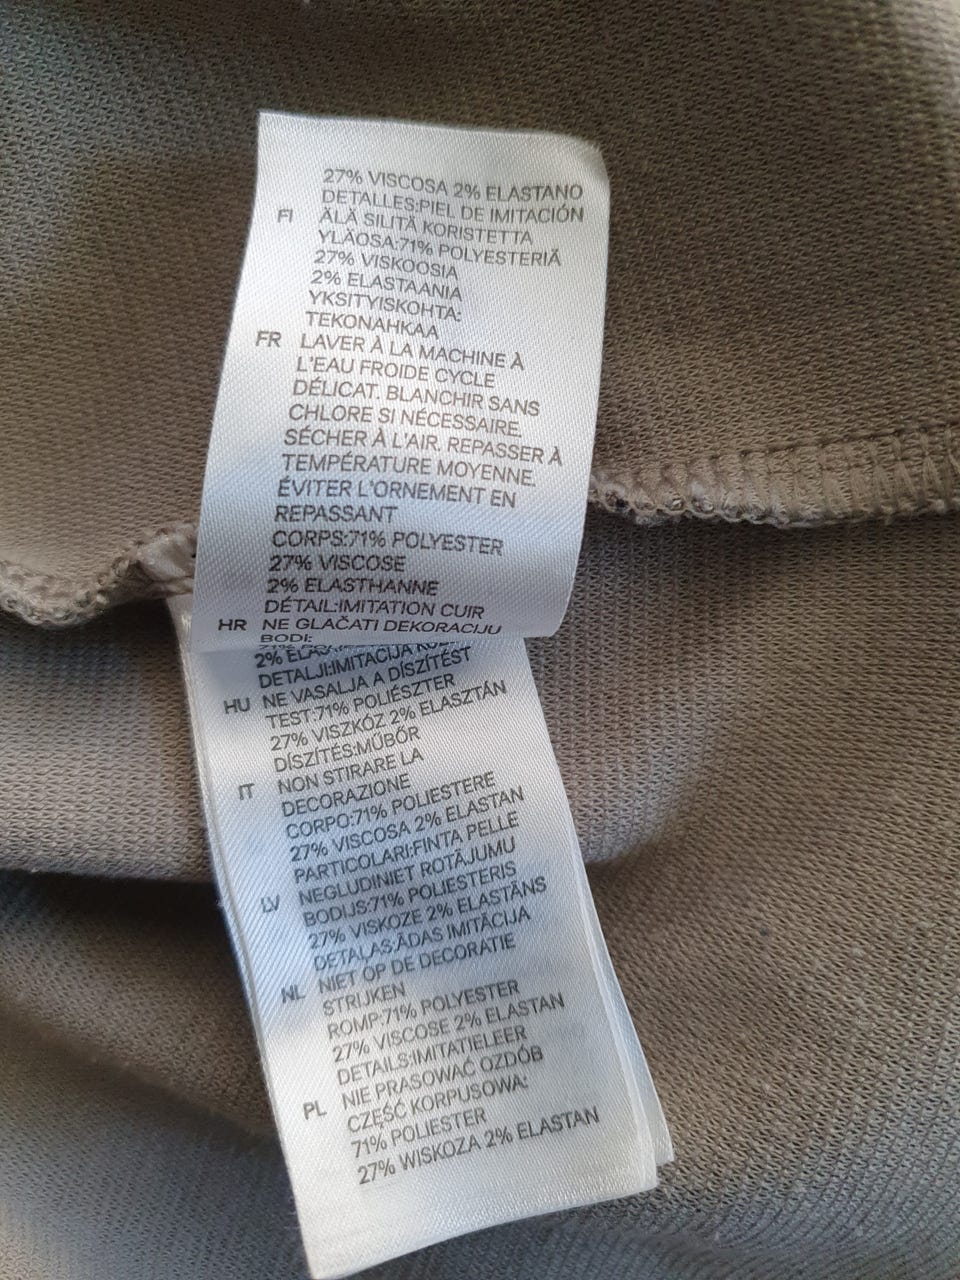 27% VISCOSA 2% ELASTANO
DETALLES:PIEL DE IMITACIÓN
FI ÄLÄ SILITÄ KORISTETTA
YLÄOSA:71% POLYESTERIÄ
27% VISKOOSIA
2% ELASTAANIA
YKSITYISKOHTA:
TEKONAHKAA
FR LAVER À LA MACHINE À
L'EAU FROIDE CYCLE
DÉLICAT. BLANCHIR SANS
CHLORE SI NÉCESSAIRE.
SÉCHER À L'AIR. REPASSER À
TEMPÉRATURE MOYENNE.
ÉVITER L'ORNEMENT EN
REPASSANT
CORPS:71% POLYESTER
27% VISCOSE
2% ELASTHANNE
DÉTAIL:IMITATION CUIR
HR NE GLAČATI DEKORACIJU
BODI:
DETALJI:IMITACIJA
HU NE VASALJA A DÍSZÍTÉST
TEST:71% POLIÉSZTER
27% VISZKÓZ 2% ELASZTÁN
DÍSZÍTÉS:MŰBŐR
IT NON STIRARE LA
DECORAZIONE
CORPO:71% POLIESTERE
27% VISCOSA 2% ELASTAN
PARTICOLARI:FINTA PELLE
LV NEGLUDINIET ROTĀJUMU
BODIJS:71% POLIESTERIS
27% VISKOZE 2% ELASTĀNS
DETAĻAS:ĀDAS IMITĀCIJA
NL NIET OP DE DECORATIE
STRIJKEN
ROMP:71% POLYESTER
27% VISCOSE 2% ELASTAN
DETAILS:IMITATIELEER
PL NIE PRASOWAĆ OZDÓB
CZĘŚĆ KORPUSOWA:
71% POLIESTER
27% WISKOZA 2% ELASTAN